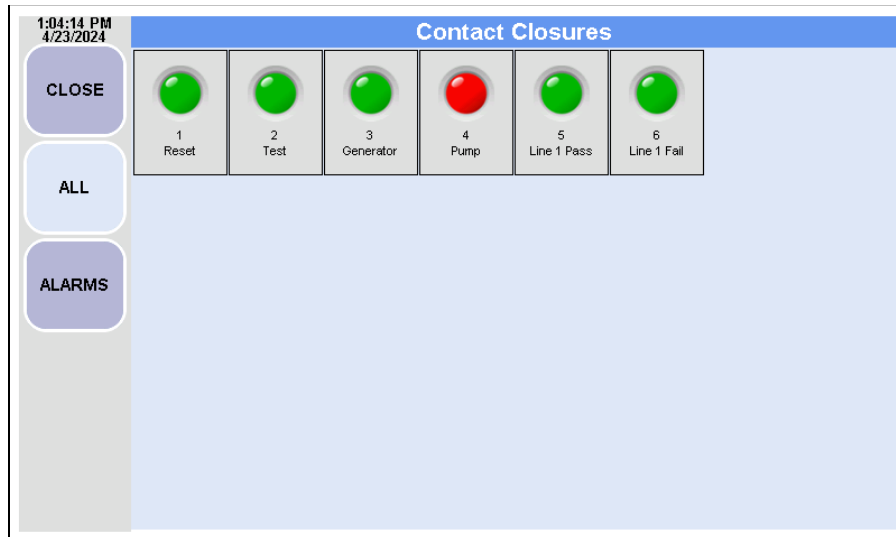 1:04:14 PM
4/23/2024
Contact Closures
CLOSE
ALL
ALARMS
1
Reset
2
Test
3
Generator
4
Pump
5
Line 1 Pass
6
Line 1 Fail